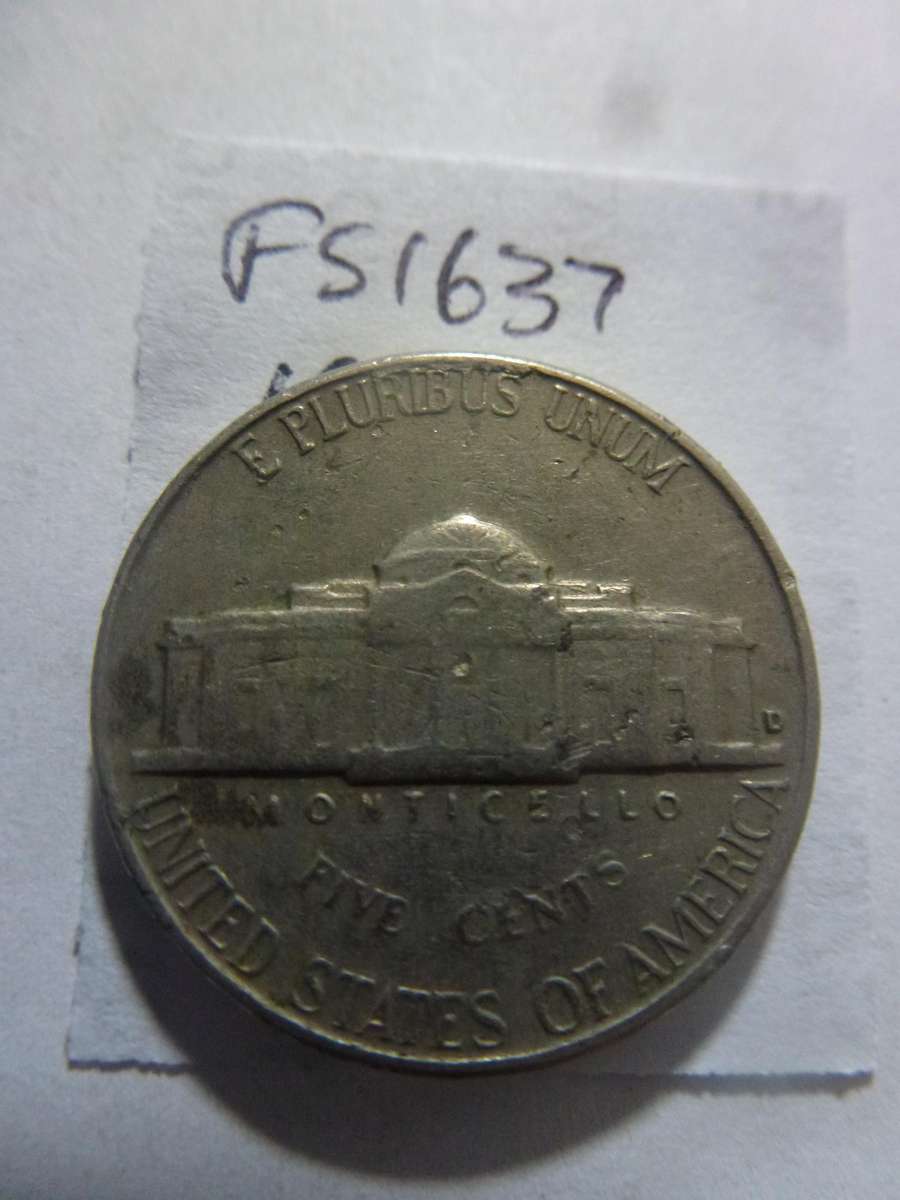 FS1637
E PLURIBUS UNUM
D
MONTICELLO
FIVE CENTS
UNITED STATES OF AMERICA